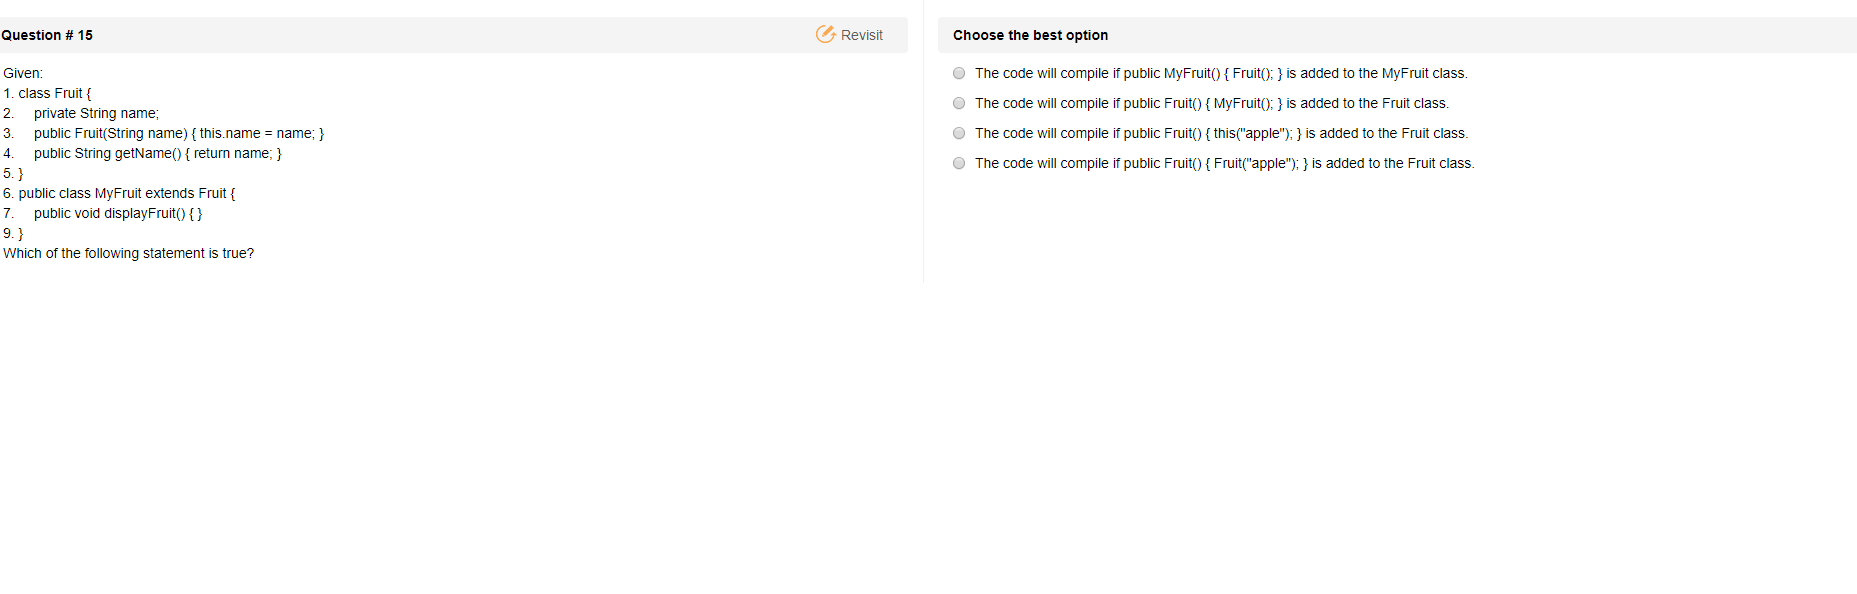 Question # 15
Revisit
Given:
1. class Fruit {
2. private String name;
3. public Fruit(String name) { this.name = name; }
4. public String getName() { return name; }
5. }
6. public class MyFruit extends Fruit {
7. public void displayFruit() { }
9. }
Which of the following statement is true?
Choose the best option
The code will compile if public MyFruit() { Fruit(); } is added to the MyFruit class.
The code will compile if public Fruit() { MyFruit(); } is added to the Fruit class.
The code will compile if public Fruit() { this("apple"); } is added to the Fruit class.
The code will compile if public Fruit() { Fruit("apple"); } is added to the Fruit class.